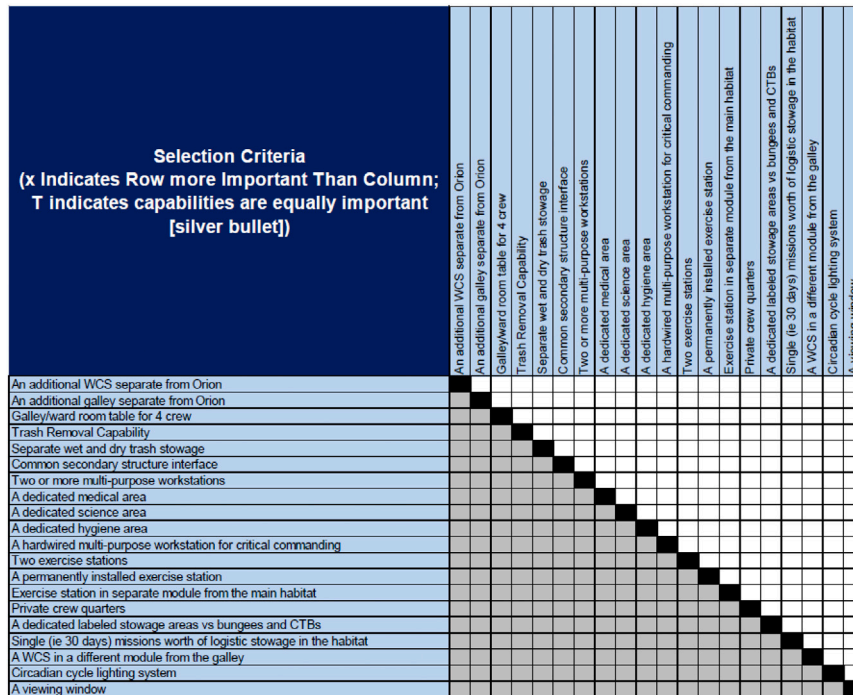 Selection Criteria
(x Indicates Row more Important Than Column;
T indicates capabilities are equally important
[silver bullet])
An additional WCS separate from Orion
An additional galley separate from Orion
Galley/ward room table for 4 crew
Trash Removal Capability
Separate wet and dry trash stowage
Common secondary structure interface
Two or more multi-purpose workstations
A dedicated medical area
A dedicated science area
A dedicated hygiene area
A hardwired multi-purpose workstation for critical commanding
Two exercise stations
A permanently installed exercise station
Exercise station in separate module from the main habitat
Private crew quarters
A dedicated labeled stowage areas vs bungees and CTBs
Single (ie 30 days) missions worth of logistic stowage in the habitat
A WCS in a different module from the galley
Circadian cycle lighting system
A viewing window
An additional WCS separate from Orion
An additional galley separate from Orion
Galley/ward room table for 4 crew
Trash Removal Capability
Separate wet and dry trash stowage
Common secondary structure interface
Two or more multi-purpose workstations
A dedicated medical area
A dedicated science area
A dedicated hygiene area
A hardwired multi-purpose workstation for critical commanding
Two exercise stations
A permanently installed exercise station
Exercise station in separate module from the main habitat
Private crew quarters
A dedicated labeled stowage areas vs bungees and CTBs
Single (ie 30 days) missions worth of logistic stowage in the habitat
A WCS in a different module from the galley
Circadian cycle lighting system
A viewing window